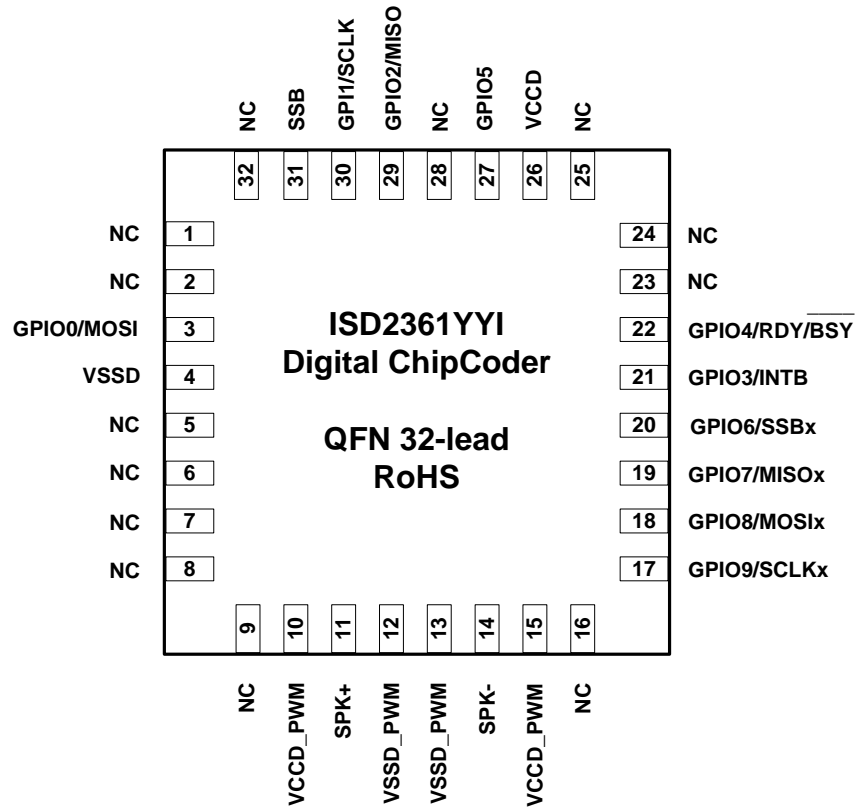 NC
SSB
GPI1/SCLK
GPIO2/MISO
NC
GPIO5
VCCD
NC
32
31
30
29
28
27
26
25
NC 1
NC 2
GPIO0/MOSI 3
VSSD 4
NC 5
NC 6
NC 7
NC 8
ISD2361YYI
Digital ChipCoder
QFN 32-lead
RoHS
24 NC
23 NC
22 GPIO4/RDY/B̅S̅Y̅
21 GPIO3/INTB
20 GPIO6/SSBx
19 GPIO7/MISOx
18 GPIO8/MOSIx
17 GPIO9/SCLKx
9
10
11
12
13
14
15
16
NC
VCCD_PWM
SPK+
VSSD_PWM
VSSD_PWM
SPK-
VCCD_PWM
NC